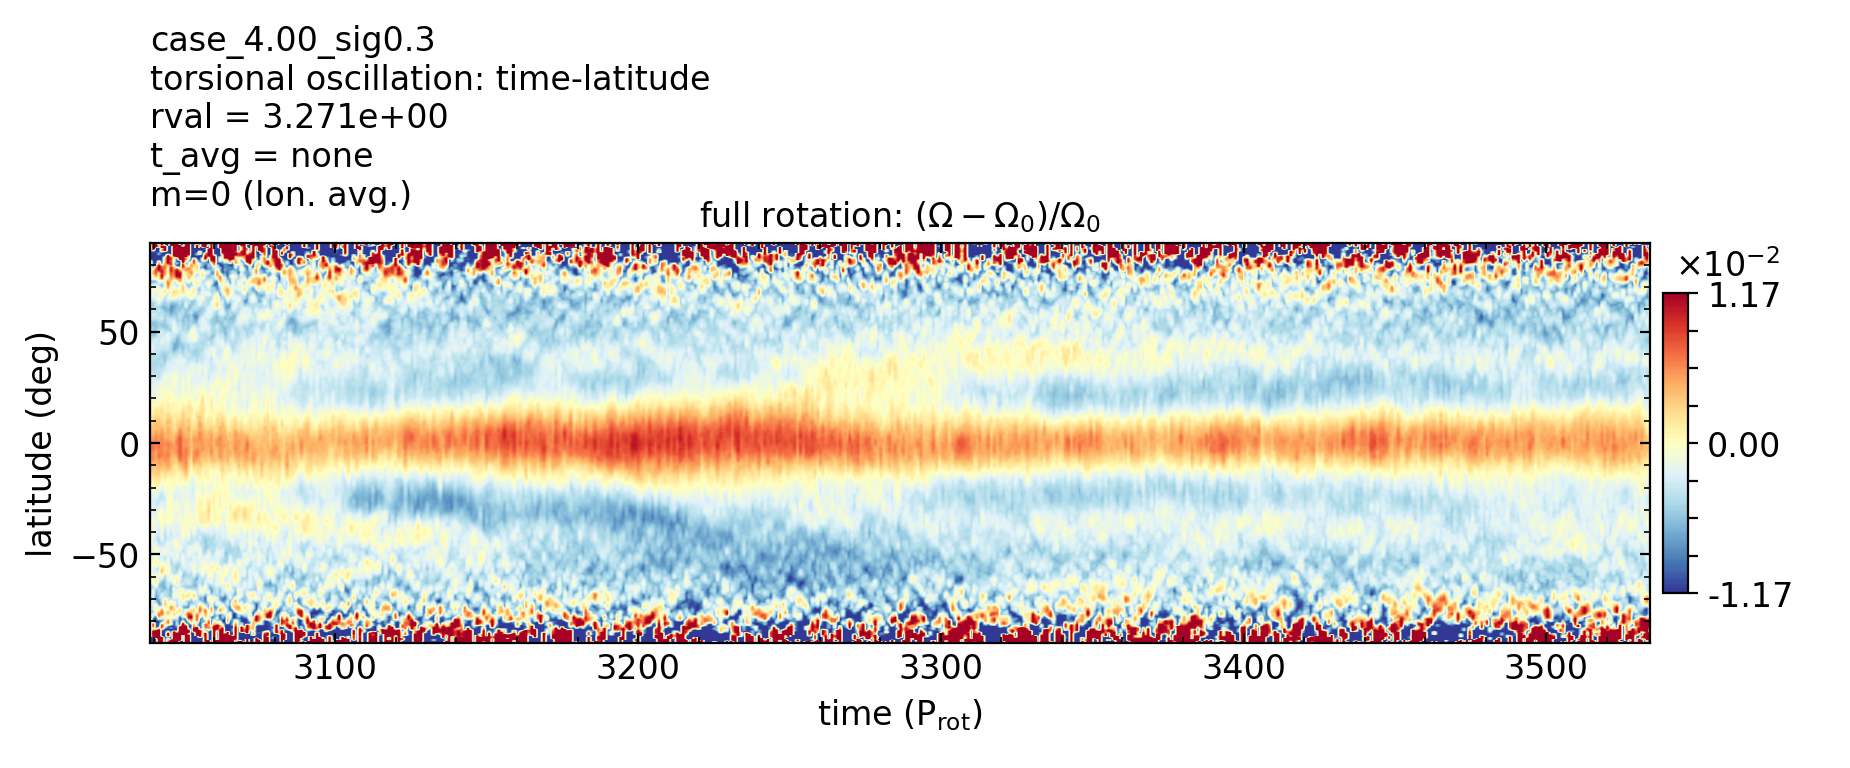 case_4.00_sig0.3
torsional oscillation: time-latitude
rval = 3.271e+00
t_avg = none
m=0 (lon. avg.)
full rotation: (Ω − Ω₀)/Ω₀
×10⁻²
1.17
0.00
-1.17
latitude (deg)
50
0
−50
3100 3200 3300 3400 3500
time (P_rot)